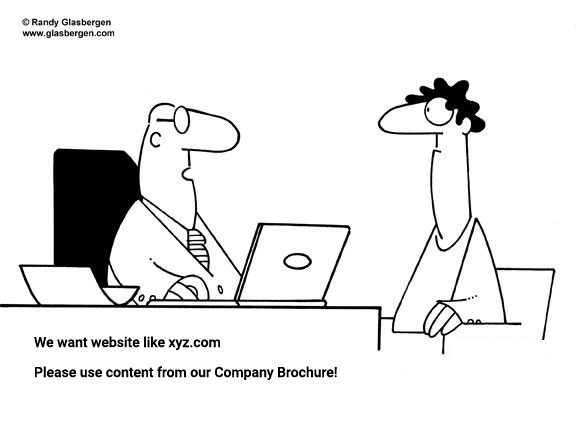 © Randy Glasbergen
www.glasbergen.com
We want website like xyz.com
Please use content from our Company Brochure!